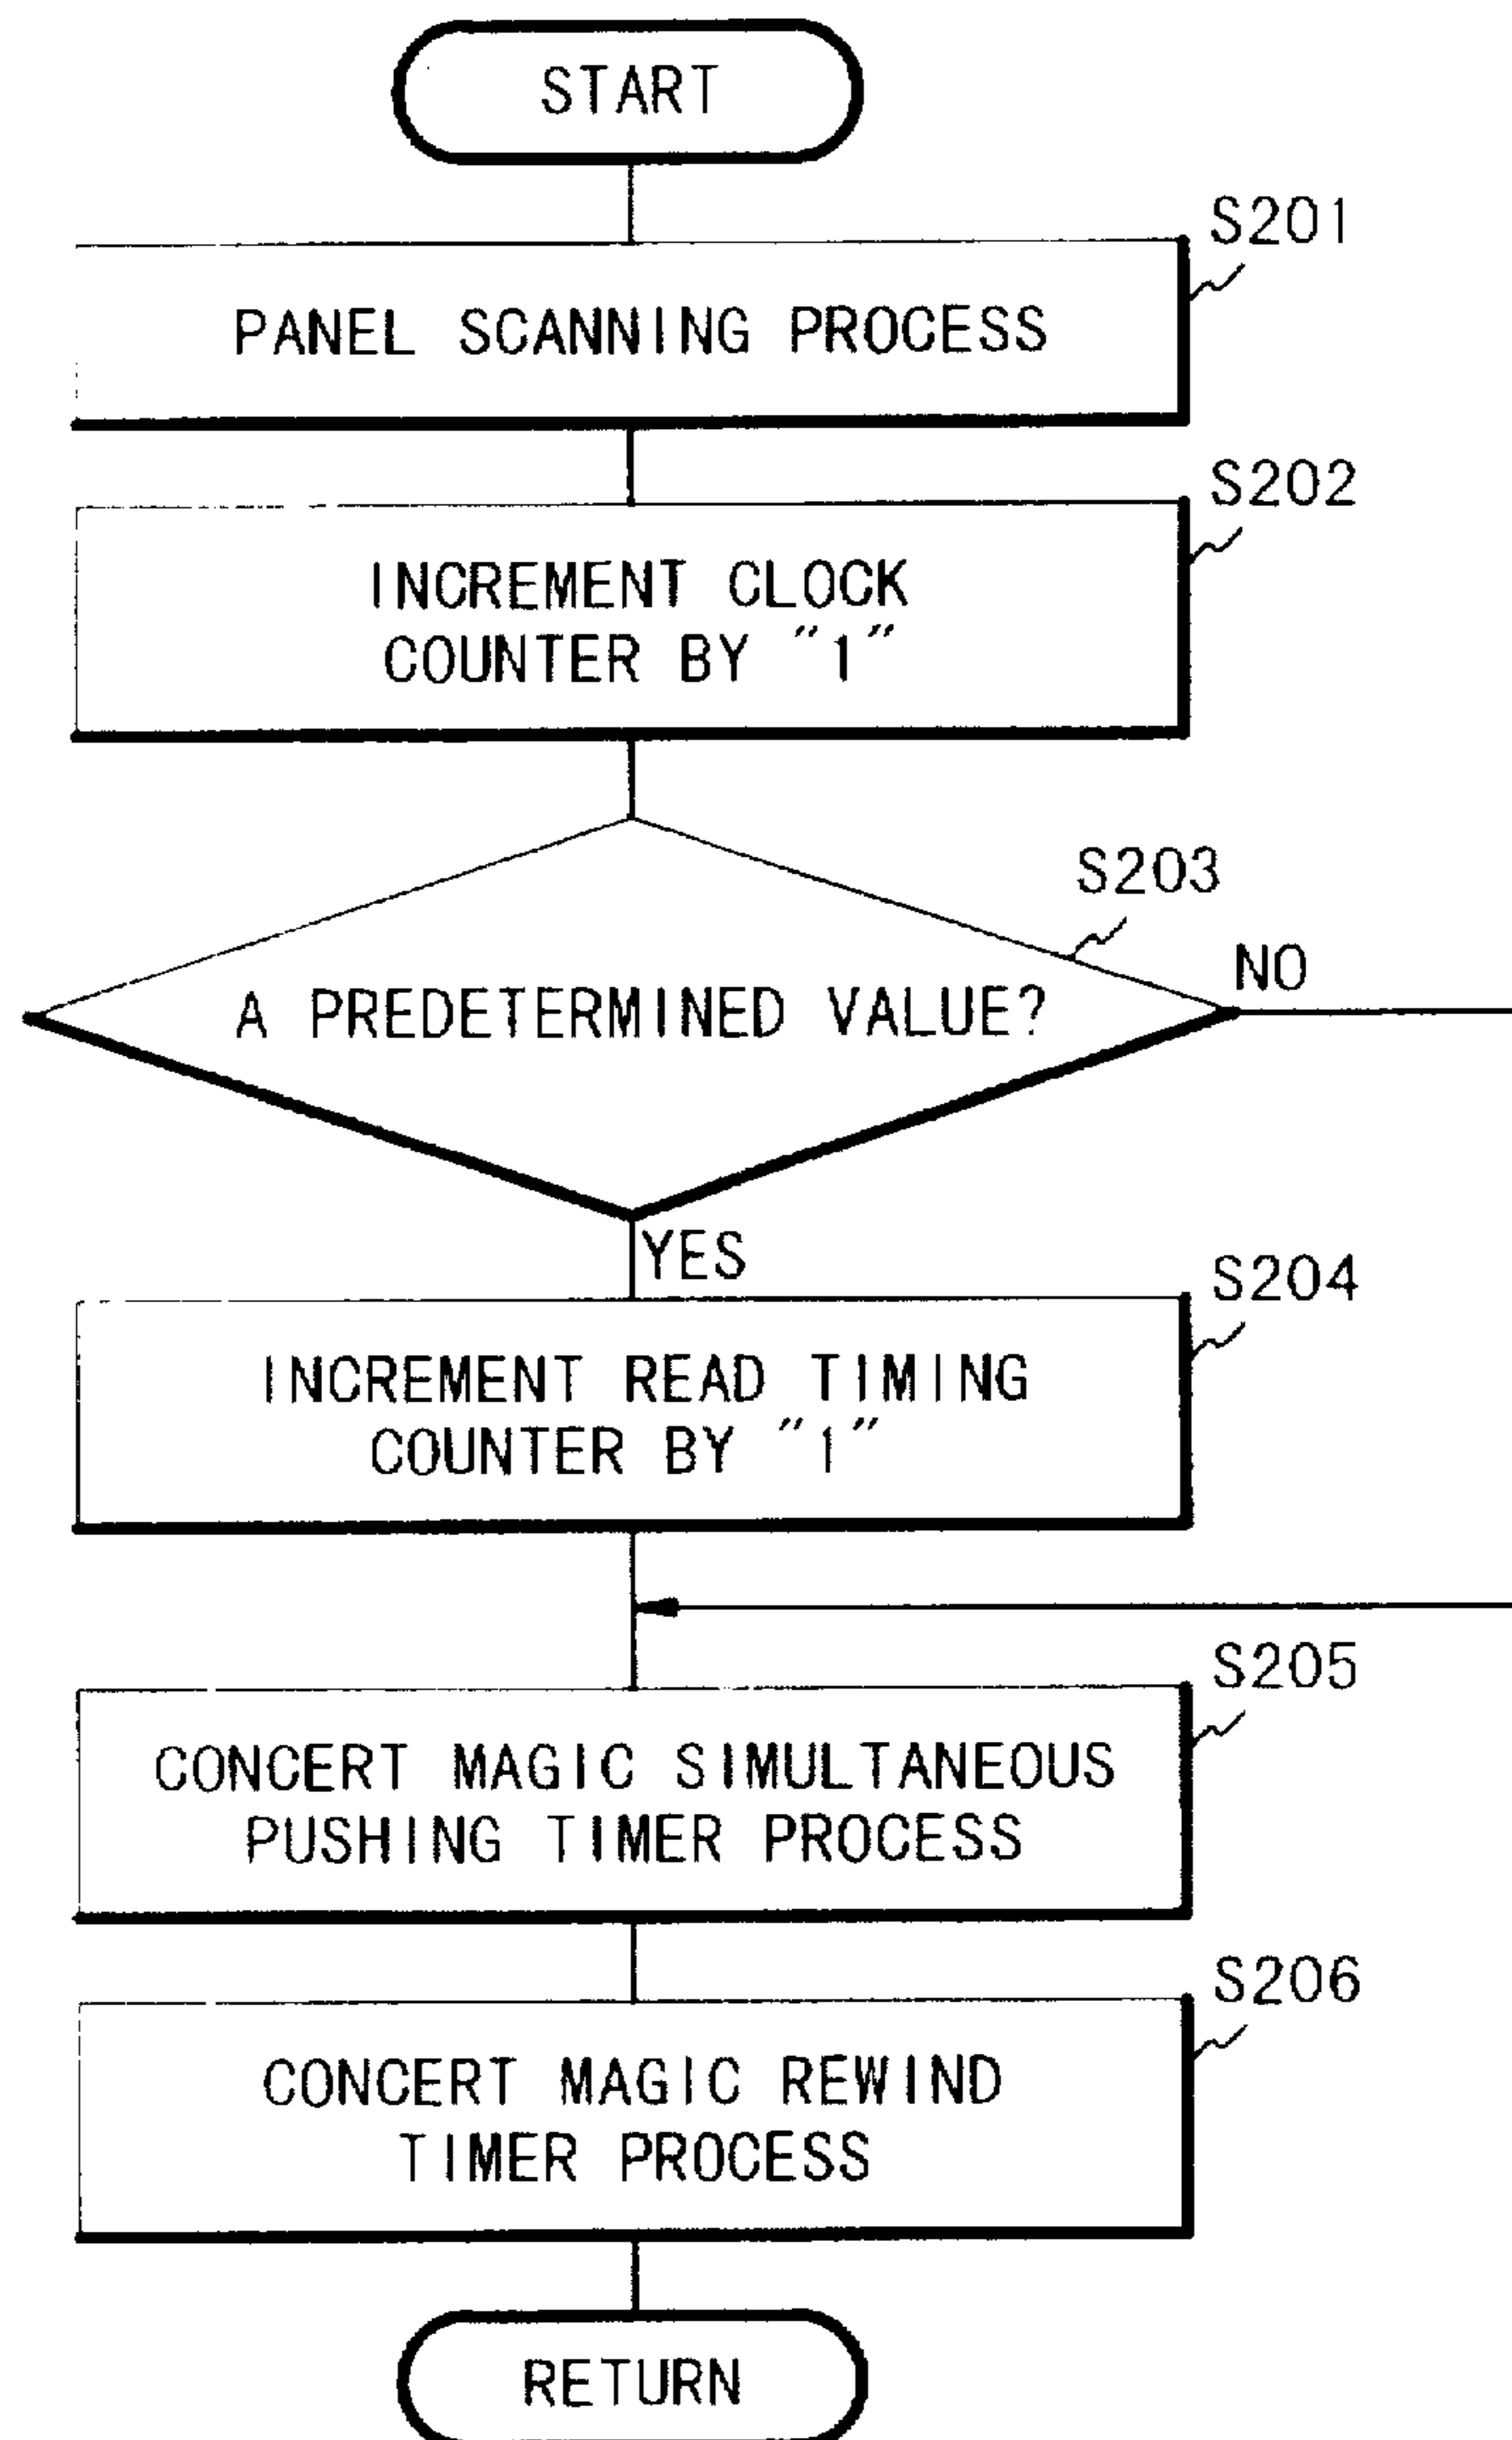 START
S201
PANEL SCANNING PROCESS
S202
INCREMENT CLOCK
COUNTER BY "1"
S203
NO
A PREDETERMINED VALUE?
YES
S204
INCREMENT READ TIMING
COUNTER BY "1"
S205
CONCERT MAGIC SIMULTANEOUS
PUSHING TIMER PROCESS
S206
CONCERT MAGIC REWIND
TIMER PROCESS
RETURN